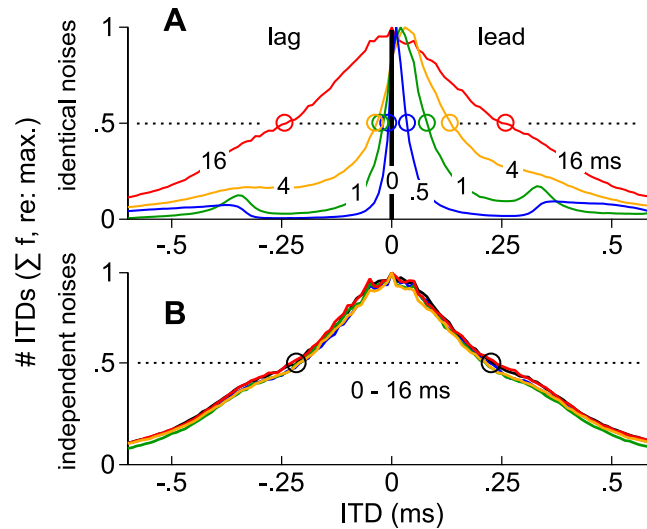 A
lag
lead
1
.5
0
identical noises
16
4
1
0
.5
1
4
16 ms
-.5
-.25
0
.25
.5
# ITDs (∑ f, re: max.)
B
1
.5
0
independent noises
0 - 16 ms
-.5
-.25
0
.25
.5
ITD (ms)